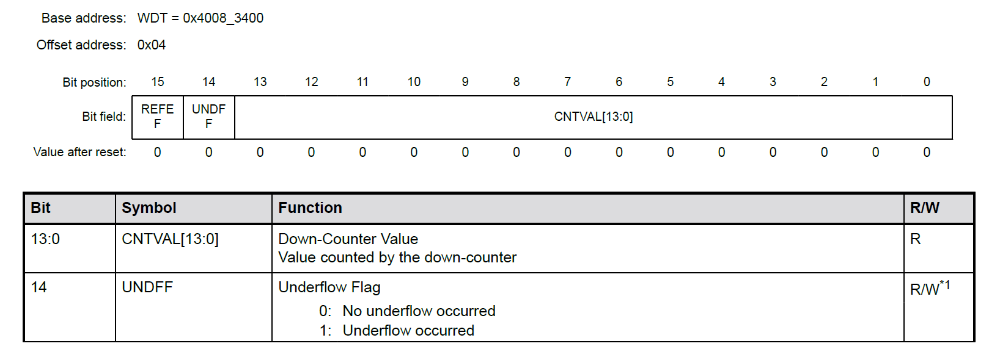 Base address: WDT = 0x4008_3400
Offset address: 0x04
Bit position: 15 14 13 12 11 10 9 8 7 6 5 4 3 2 1 0
Bit field: REFE F UNDF F CNTVAL[13:0]
Value after reset: 0 0 0 0 0 0 0 0 0 0 0 0 0 0 0 0
Bit Symbol Function R/W
13:0 CNTVAL[13:0] Down-Counter Value R
Value counted by the down-counter
14 UNDFF Underflow Flag R/W*1
0: No underflow occurred
1: Underflow occurred